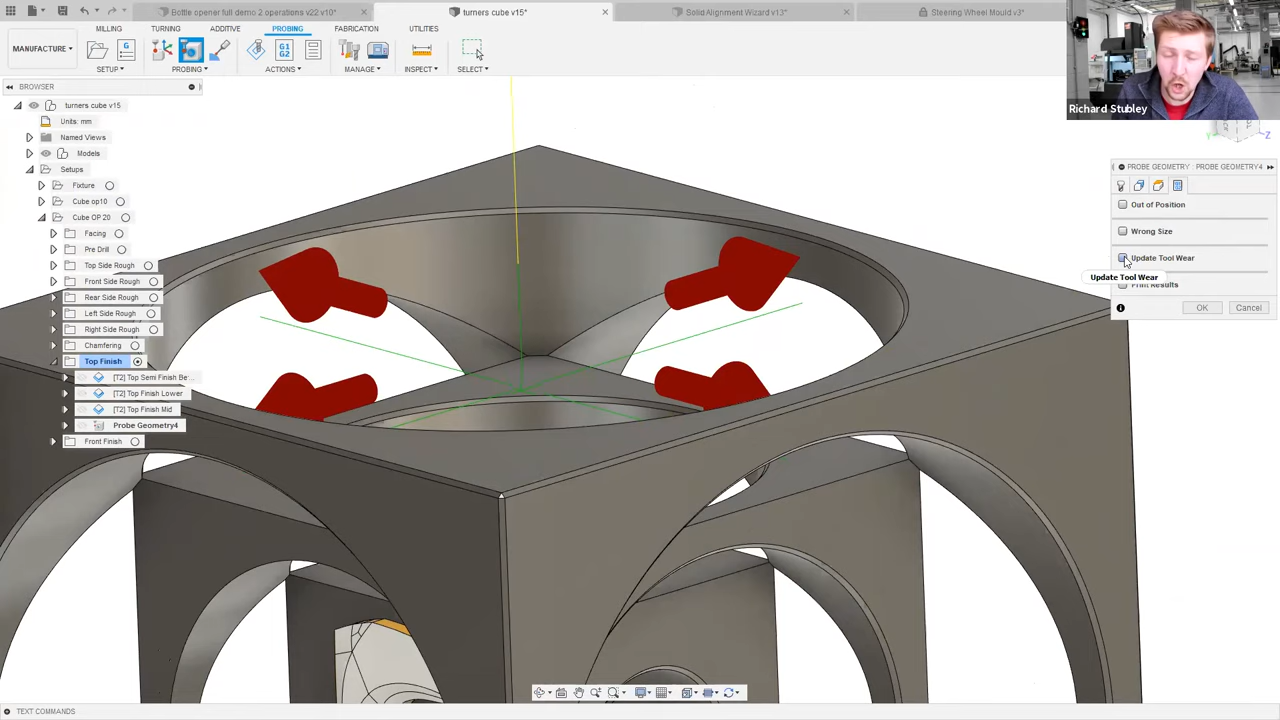 Bottle opener full demo 2 operations v22 v10*
turners cube v15*
Solid Alignment Wizard v13*
Steering Wheel Mould v3*
MILLING TURNING ADDITIVE PROBING FABRICATION UTILITIES
MANUFACTURE
G1
G2
SETUP PROBING ACTIONS MANAGE INSPECT SELECT
Richard Stubley
BROWSER
turners cube v15
Units: mm
Named Views
Models
Setups
Fixture
Cube op10
Cube OP 20
Facing
Pre Drill
Top Side Rough
Front Side Rough
Rear Side Rough
Left Side Rough
Right Side Rough
Chamfering
Top Finish
[T2] Top Semi Finish Be...
[T2] Top Finish Lower
[T2] Top Finish Mid
Probe Geometry4
Front Finish
Z
PROBE GEOMETRY : PROBE GEOMETRY4
Out of Position
Wrong Size
Update Tool Wear
Update Tool Wear
Print Results
OK Cancel
TEXT COMMANDS